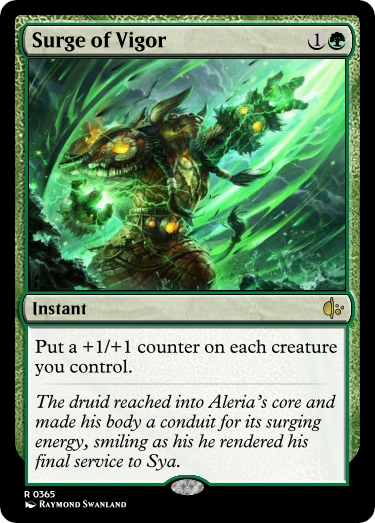 Surge of Vigor
1
Instant
Put a +1/+1 counter on each creature
you control.
The druid reached into Aleria's core and
made his body a conduit for its surging
energy, smiling as his he rendered his
final service to Sya.
R 0365
Raymond Swanland